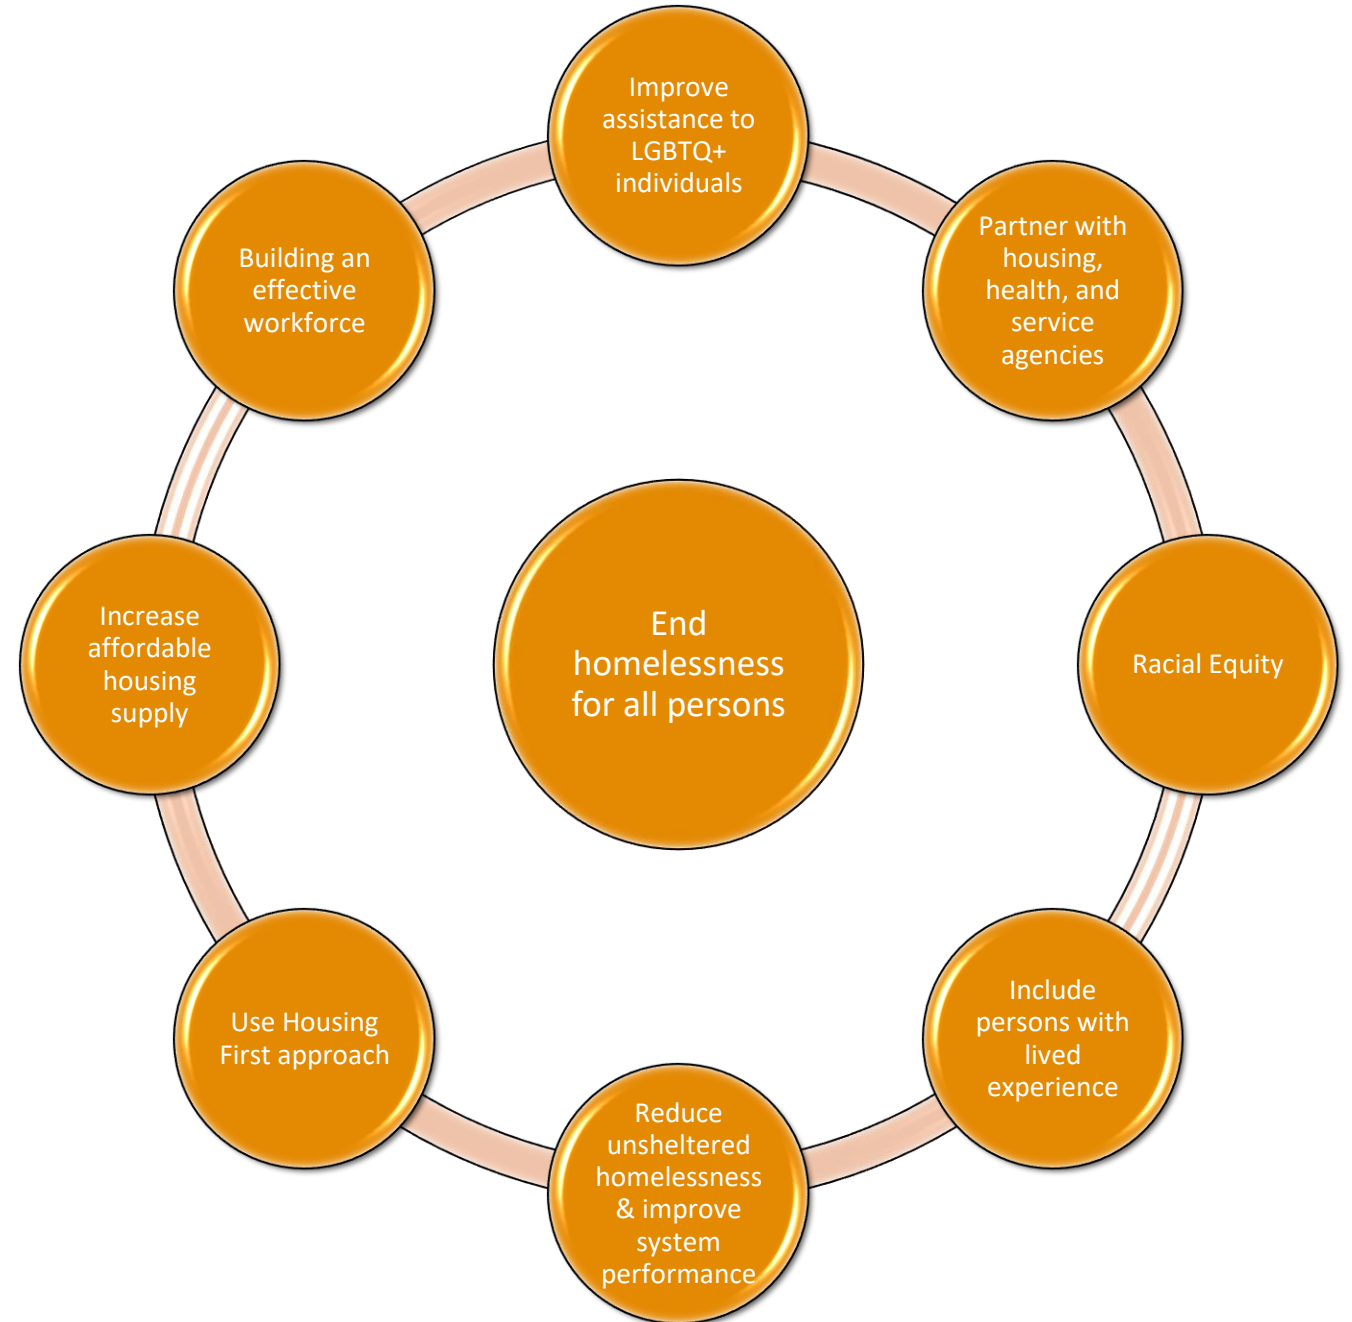 Improve
assistance to
LGBTQ+
individuals
Partner with
housing,
health, and
service
agencies
Racial Equity
Include
persons with
lived
experience
Reduce
unsheltered
homelessness
& improve
system
performance
Use Housing
First approach
Increase
affordable
housing
supply
Building an
effective
workforce
End
homelessness
for all persons